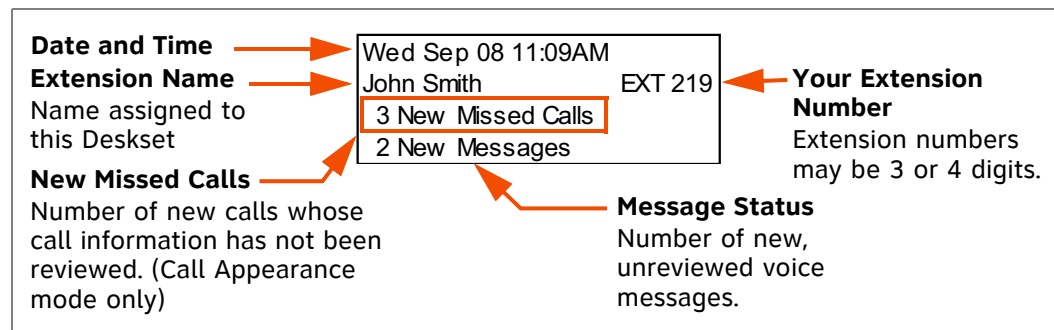 Date and Time
Extension Name
Name assigned to
this Deskset
New Missed Calls
Number of new calls whose
call information has not been
reviewed. (Call Appearance
mode only)
Wed Sep 08 11:09AM
John Smith EXT 219
3 New Missed Calls
2 New Messages
Message Status
Number of new,
unreviewed voice
messages.
Your Extension
Number
Extension numbers
may be 3 or 4 digits.